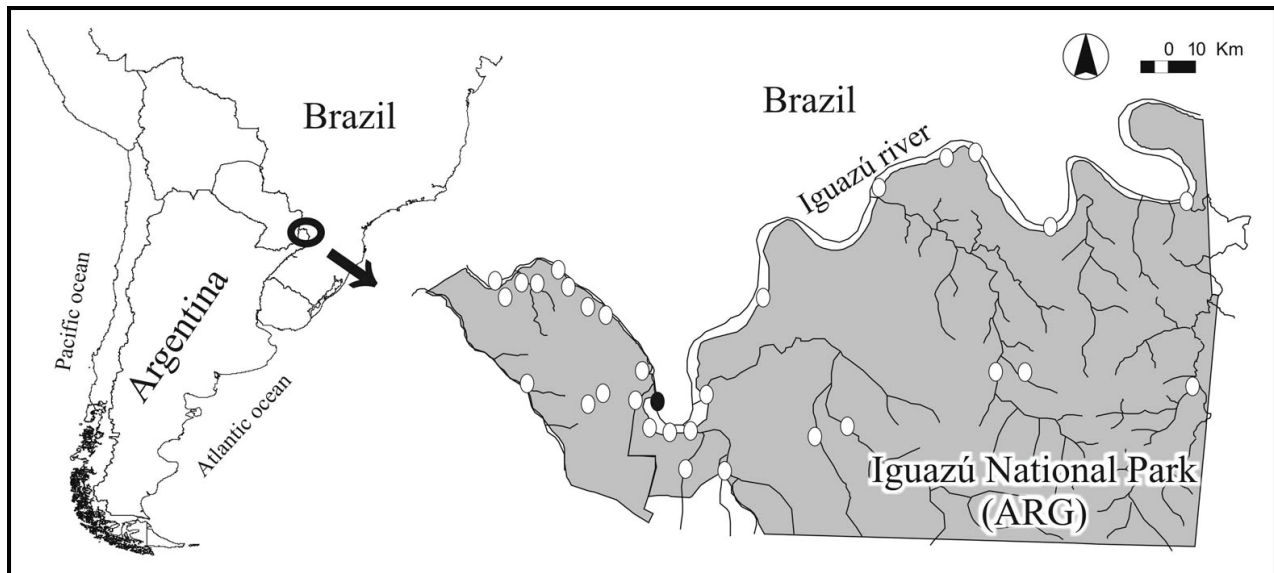 Brazil
Argentina
Pacific ocean
Atlantic ocean
0 10 Km
Brazil
Iguazú river
Iguazú National Park
(ARG)